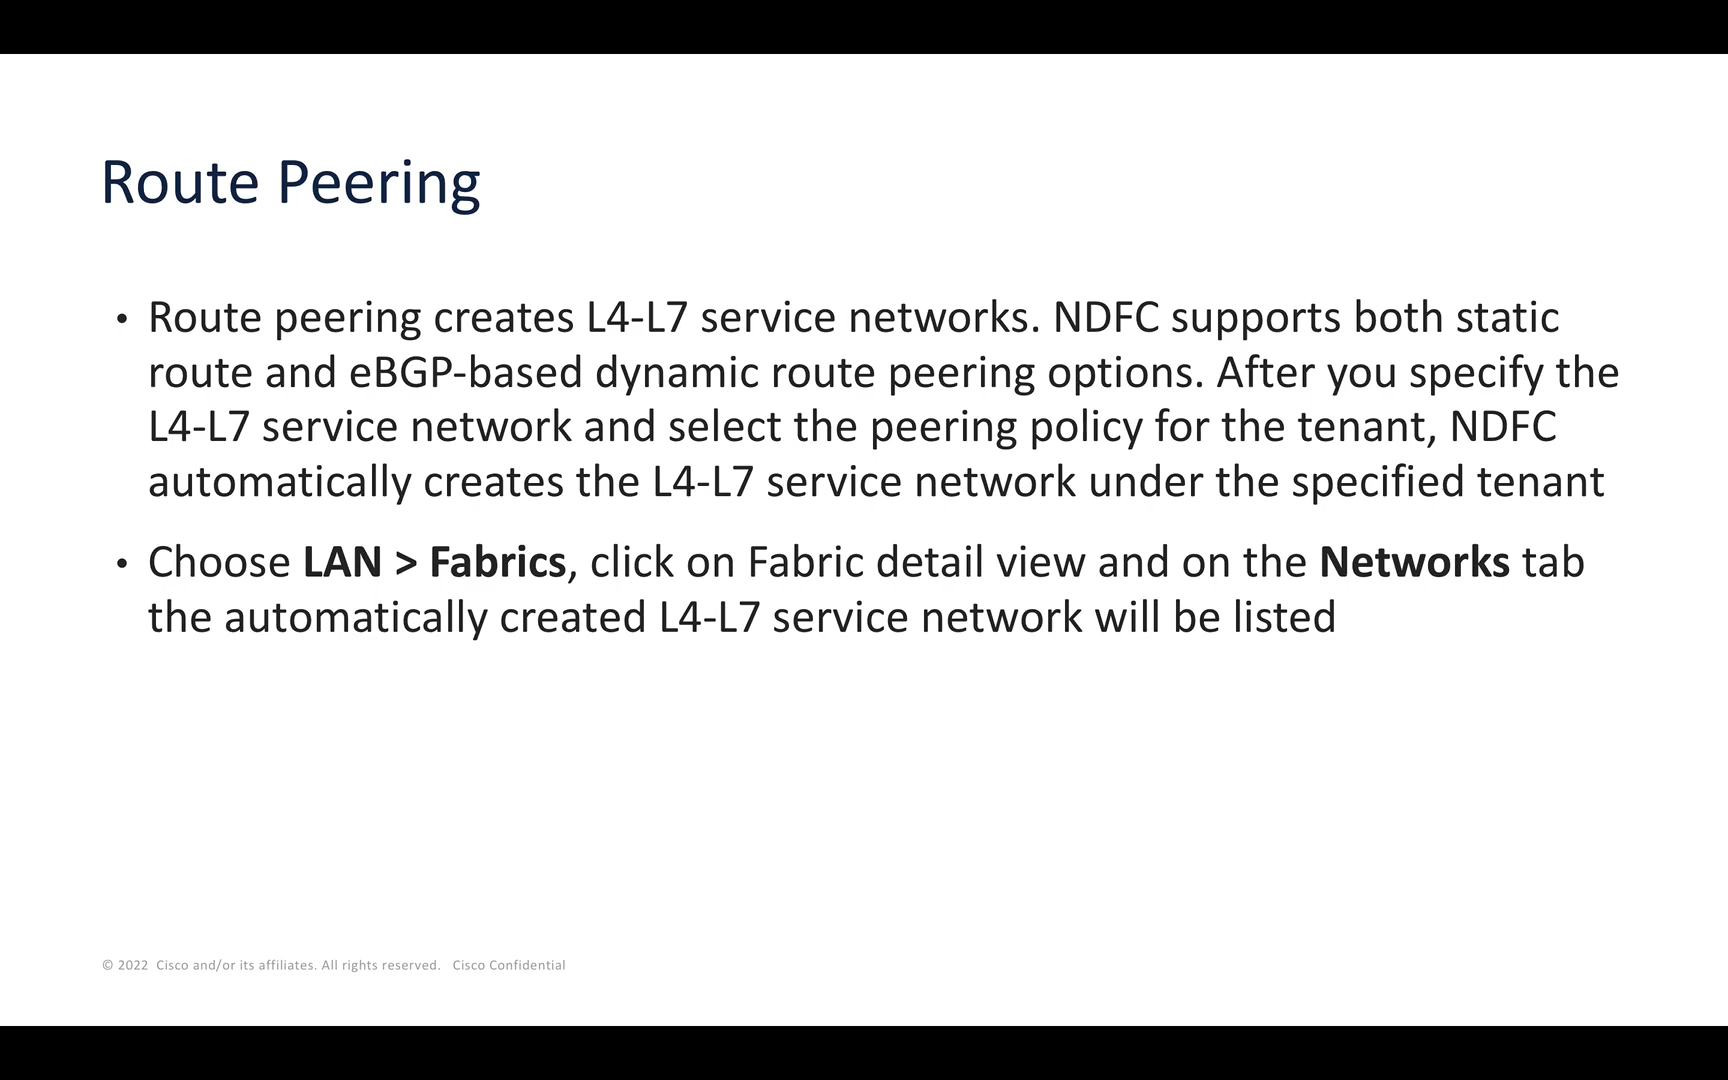 Route Peering
• Route peering creates L4-L7 service networks. NDFC supports both static
route and eBGP-based dynamic route peering options. After you specify the
L4-L7 service network and select the peering policy for the tenant, NDFC
automatically creates the L4-L7 service network under the specified tenant
• Choose LAN > Fabrics, click on Fabric detail view and on the Networks tab
the automatically created L4-L7 service network will be listed
© 2022 Cisco and/or its affiliates. All rights reserved. Cisco Confidential